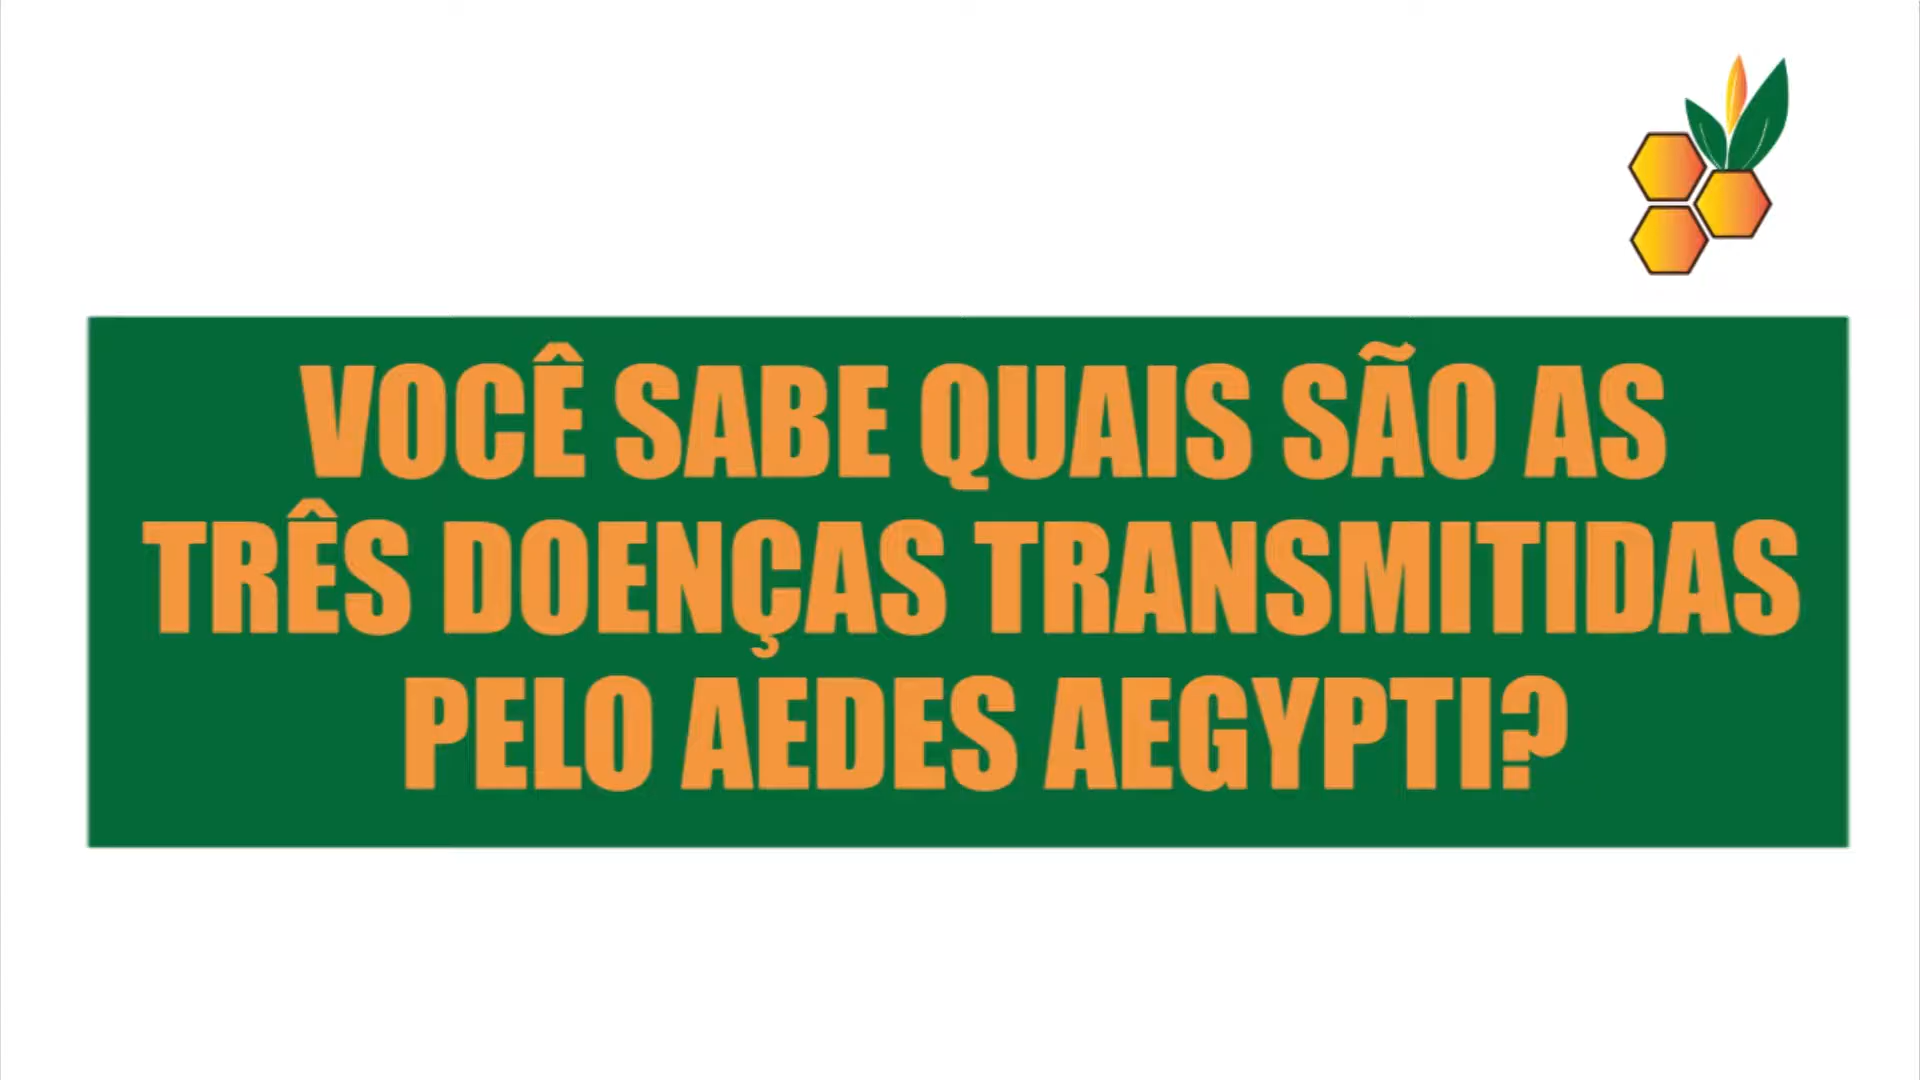 VOCÊ SABE QUAIS SÃO AS
TRÊS DOENÇAS TRANSMITIDAS
PELO AEDES AEGYPTI?